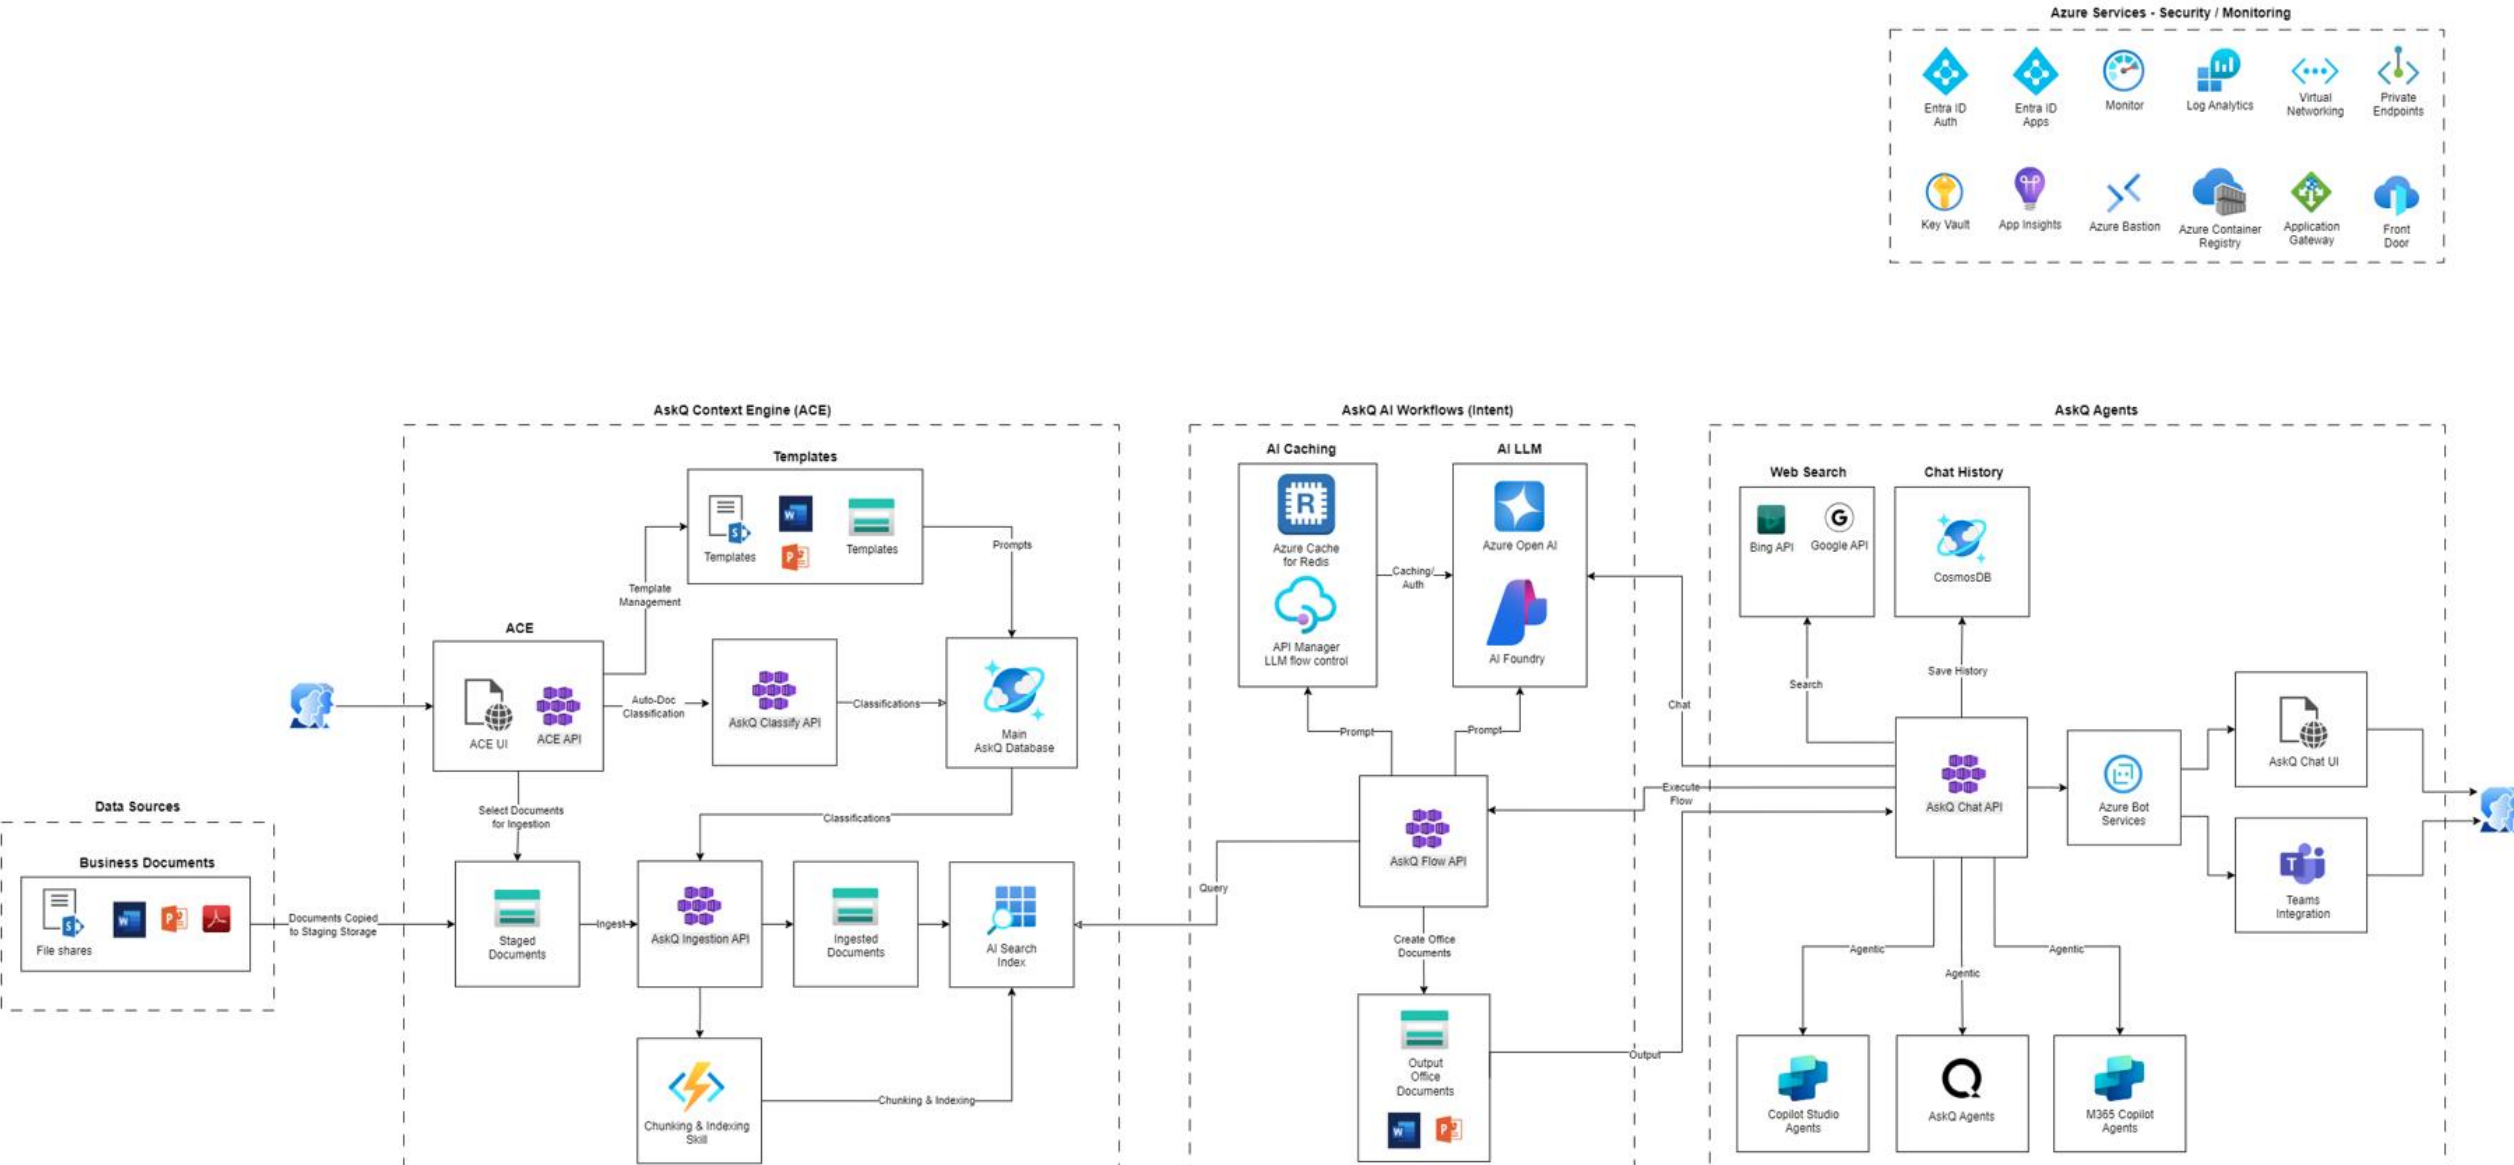 Azure Services - Security / Monitoring
Entra ID
Auth
Entra ID
Apps
Monitor
Log Analytics
Virtual
Networking
Private
Endpoints
Key Vault
App Insights
Azure Bastion
Azure Container
Registry
Application
Gateway
Front
Door
Data Sources
Business Documents
File shares
Documents Copied
to Staging Storage
AskQ Context Engine (ACE)
Templates
Templates
Templates
Prompts
Template
Management
ACE
ACE UI
ACE API
Auto-Doc
Classification
AskQ Classify API
Classifications
Main
AskQ Database
Select Documents
for Ingestion
Classifications
Staged
Documents
Ingest
AskQ Ingestion API
Ingested
Documents
AI Search
Index
Chunking & Indexing
Skill
Chunking & Indexing
AskQ AI Workflows (Intent)
AI Caching
Azure Cache
for Redis
API Manager
LLM flow control
Caching/
Auth
AI LLM
Azure Open AI
AI Foundry
Prompt
Prompt
AskQ Flow API
Query
Create Office
Documents
Output
Office
Documents
Output
Chat
Execute
Flow
AskQ Agents
Web Search
Bing API
Google API
Chat History
CosmosDB
Search
Save History
AskQ Chat API
Azure Bot
Services
AskQ Chat UI
Teams
Integration
Agentic
Agentic
Agentic
Copilot Studio
Agents
AskQ Agents
M365 Copilot
Agents